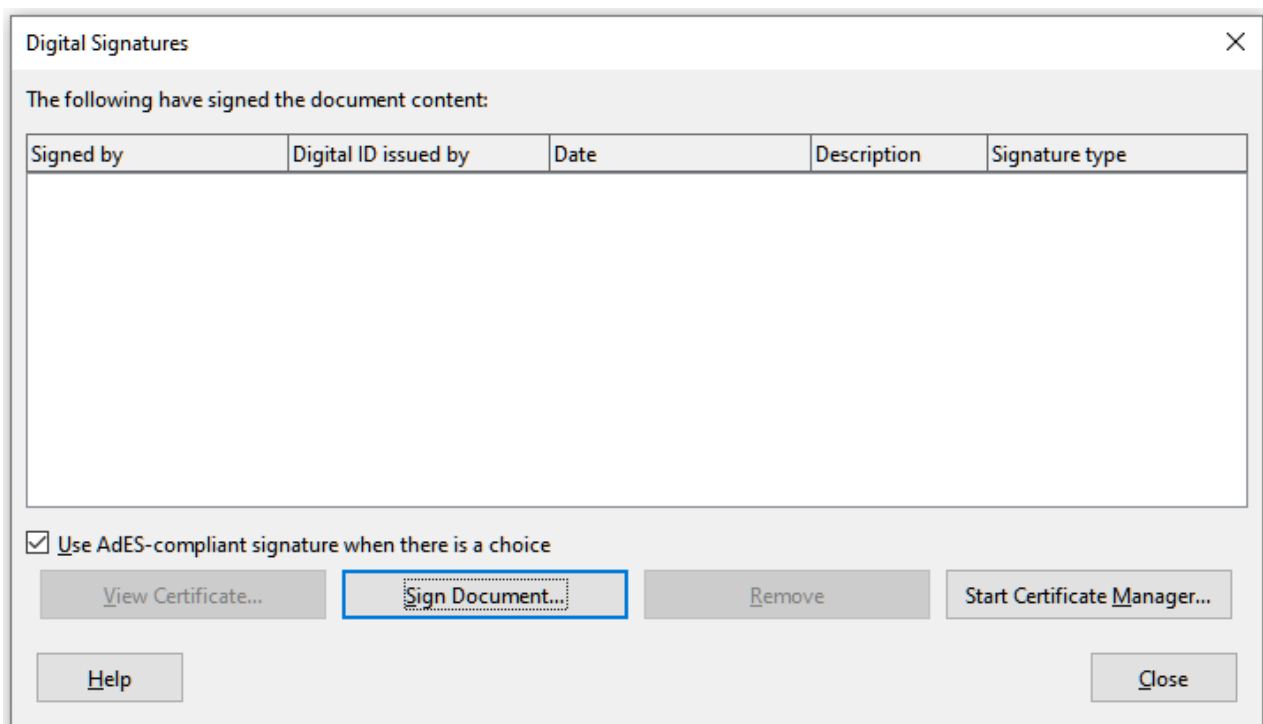 Digital Signatures
The following have signed the document content:
Signed by Digital ID issued by Date Description Signature type
Use AdES-compliant signature when there is a choice
View Certificate... Sign Document... Remove Start Certificate Manager...
Help Close